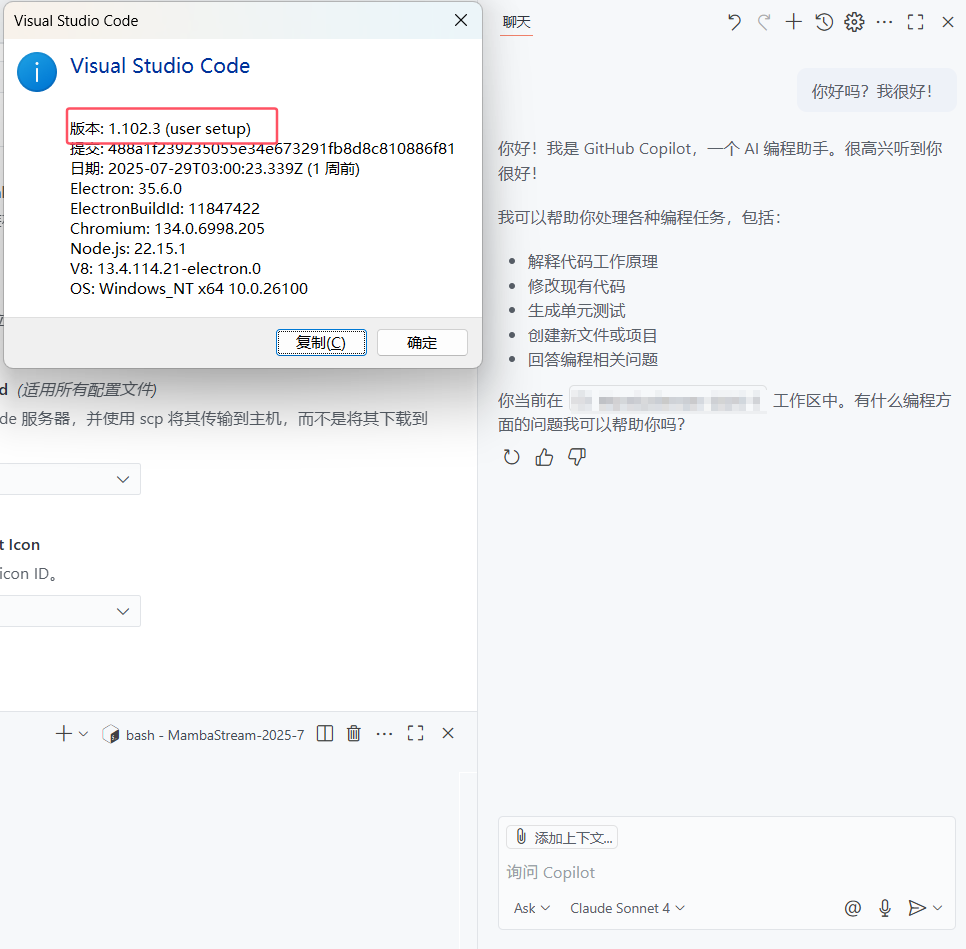 Visual Studio Code
Visual Studio Code
版本: 1.102.3 (user setup)
提交: 488a1f239235055e34e673291fb8d8c810886f81
日期: 2025-07-29T03:00:23.339Z (1 周前)
Electron: 35.6.0
ElectronBuildId: 11847422
Chromium: 134.0.6998.205
Node.js: 22.15.1
V8: 13.4.114.21-electron.0
OS: Windows_NT x64 10.0.26100
复制(C)
确定
d (适用所有配置文件)
de 服务器，并使用 scp 将其传输到主机，而不是将其下载到
t Icon
icon ID。
bash - MambaStream-2025-7
聊天
你好吗？我很好！
你好！我是 GitHub Copilot，一个 AI 编程助手。很高兴听到你
很好！
我可以帮助你处理各种编程任务，包括：
解释代码工作原理
修改现有代码
生成单元测试
创建新文件或项目
回答编程相关问题
你当前在 工作区中。有什么编程方
面的问题我可以帮助你吗？
添加上下文...
询问 Copilot
Ask
Claude Sonnet 4